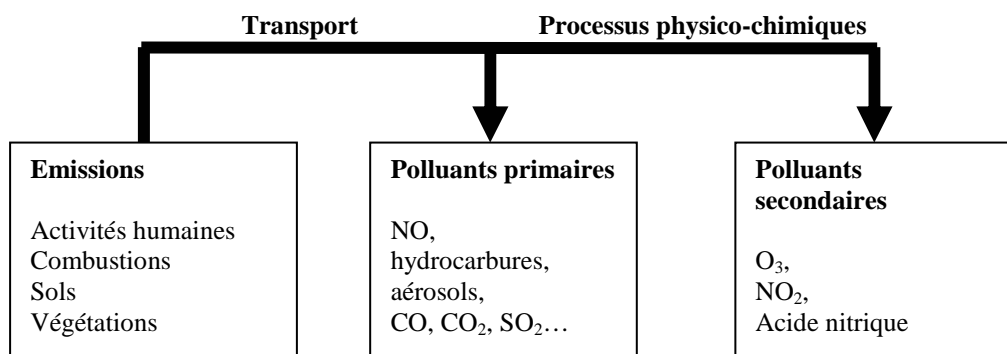 Transport
Processus physico-chimiques
Emissions
Activités humaines
Combustions
Sols
Végétations
Polluants primaires
NO,
hydrocarbures,
aérosols,
CO, CO₂, SO₂…
Polluants
secondaires
O₃,
NO₂,
Acide nitrique